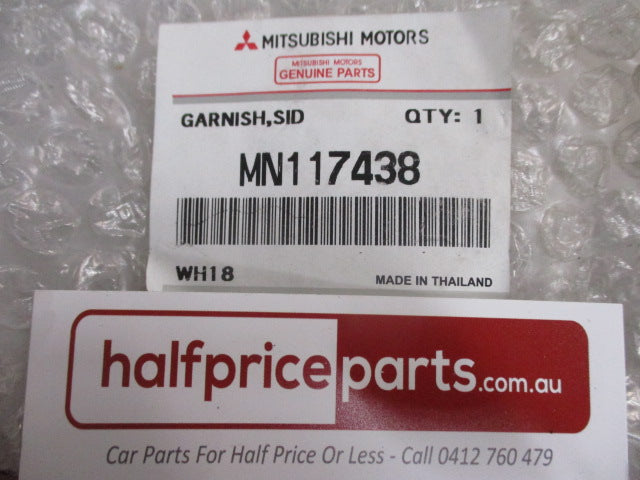 MITSUBISHI MOTORS
MITSUBISHI MOTORS
GENUINE PARTS
GARNISH,SID QTY: 1
MN117438
WH18 MADE IN THAILAND
halfpriceparts.com.au
Car Parts For Half Price Or Less - Call 0412 760 479